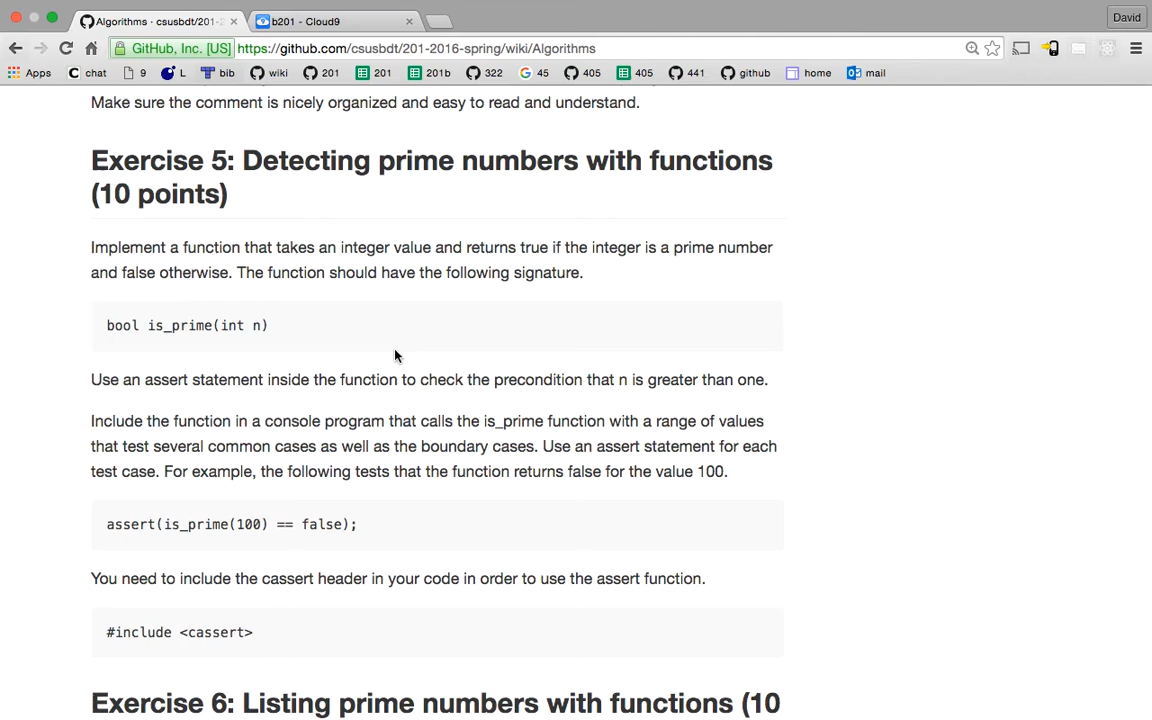 Algorithms · csusbdt/201-2
b201 - Cloud9
David
GitHub, Inc. [US] https://github.com/csusbdt/201-2016-spring/wiki/Algorithms
Apps chat 9 L bib wiki 201 201 201b 322 45 405 405 441 github home mail
Make sure the comment is nicely organized and easy to read and understand.
Exercise 5: Detecting prime numbers with functions
(10 points)
Implement a function that takes an integer value and returns true if the integer is a prime number
and false otherwise. The function should have the following signature.
bool is_prime(int n)
Use an assert statement inside the function to check the precondition that n is greater than one.
Include the function in a console program that calls the is_prime function with a range of values
that test several common cases as well as the boundary cases. Use an assert statement for each
test case. For example, the following tests that the function returns false for the value 100.
assert(is_prime(100) == false);
You need to include the cassert header in your code in order to use the assert function.
#include <cassert>
Exercise 6: Listing prime numbers with functions (10